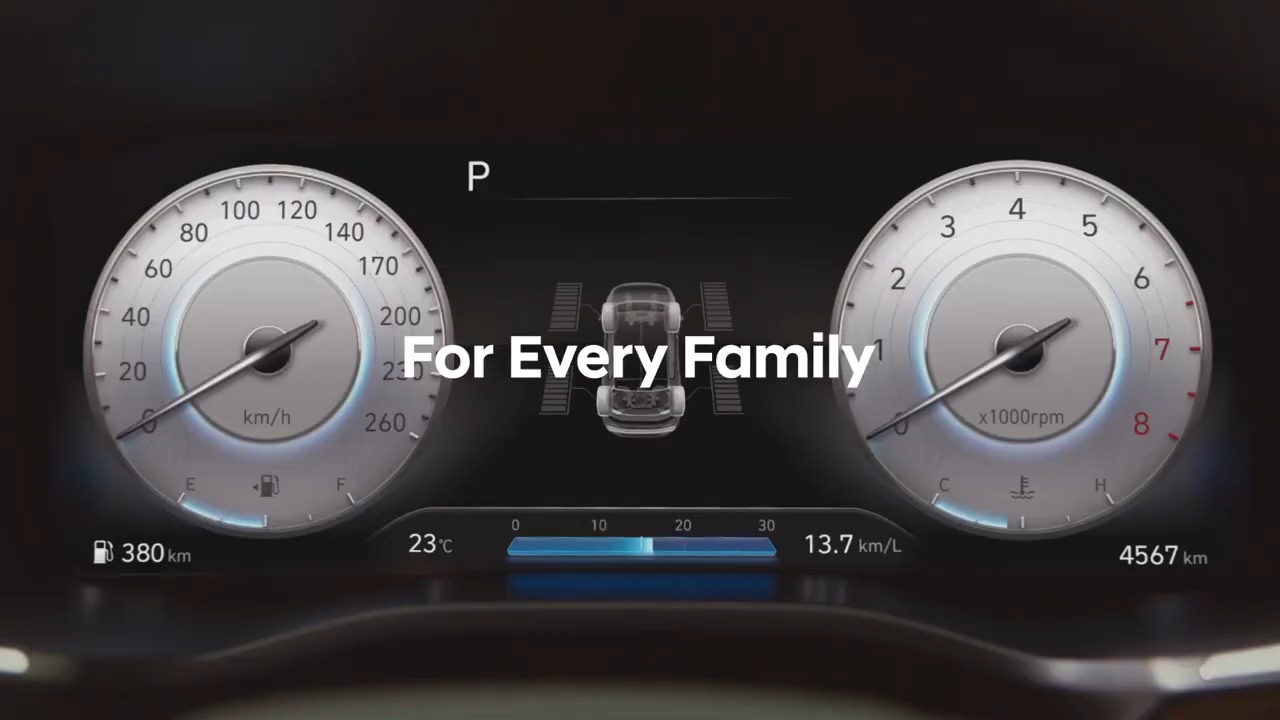 P
100 120
80 140
60 170
40 200
20 230
0 260
km/h
E F
380 km
For Every Family
23°C
0 10 20 30
13.7 km/L
4
3 5
2 6
1 7
0 8
x1000rpm
C H
4567 km